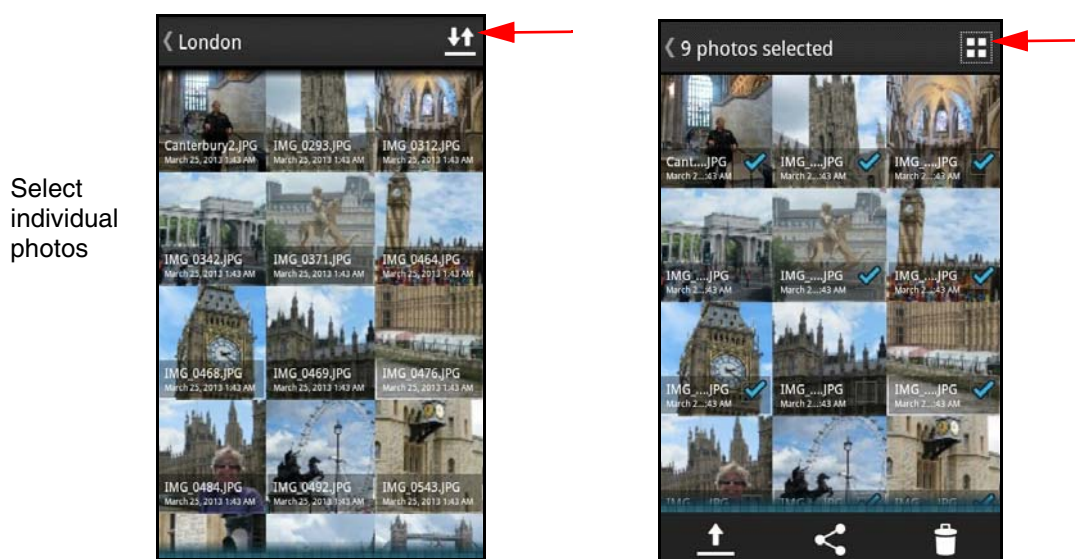 Select
individual
photos
London
Canterbury2.JPG IMG_0293.JPG IMG_0312.JPG
March 25, 2013 1:43 AM March 25, 2013 1:43 AM March 25, 2013 1:43 AM
IMG_0342.JPG IMG_0371.JPG IMG_0464.JPG
March 25, 2013 1:43 AM March 25, 2013 1:43 AM March 25, 2013 1:43 AM
IMG_0468.JPG IMG_0469.JPG IMG_0476.JPG
March 25, 2013 1:43 AM March 25, 2013 1:43 AM March 25, 2013 1:43 AM
IMG_0484.JPG IMG_0492.JPG IMG_0543.JPG
March 25, 2013 1:43 AM March 25, 2013 1:43 AM March 25, 2013 1:43 AM
9 photos selected
Cant....JPG IMG_....JPG IMG_....JPG
March 2...:43 AM March 2...:43 AM March 2...:43 AM
IMG_....JPG IMG_....JPG IMG_....JPG
March 2...:43 AM March 2...:43 AM March 2...:43 AM
IMG_....JPG IMG_....JPG IMG_....JPG
March 2...:43 AM March 2...:43 AM March 2...:43 AM
IMG_....JPG IMG_....JPG IMG_....JPG